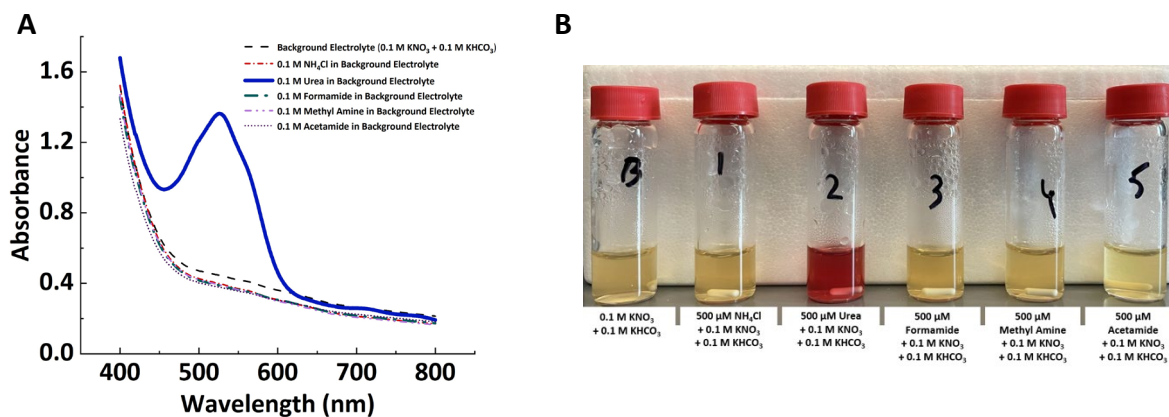 A
Absorbance
1.6
1.2
0.8
0.4
0.0
400
500
600
700
800
Wavelength (nm)
Background Electrolyte (0.1 M KNO₃ + 0.1 M KHCO₃)
0.1 M NH₄Cl in Background Electrolyte
0.1 M Urea in Background Electrolyte
0.1 M Formamide in Background Electrolyte
0.1 M Methyl Amine in Background Electrolyte
0.1 M Acetamide in Background Electrolyte
B
B
1
2
3
4
5
0.1 M KNO₃
+ 0.1 M KHCO₃
500 µM NH₄Cl
+ 0.1 M KNO₃
+ 0.1 M KHCO₃
500 µM Urea
+ 0.1 M KNO₃
+ 0.1 M KHCO₃
500 µM
Formamide
+ 0.1 M KNO₃
+ 0.1 M KHCO₃
500 µM
Methyl Amine
+ 0.1 M KNO₃
+ 0.1 M KHCO₃
500 µM
Acetamide
+ 0.1 M KNO₃
+ 0.1 M KHCO₃